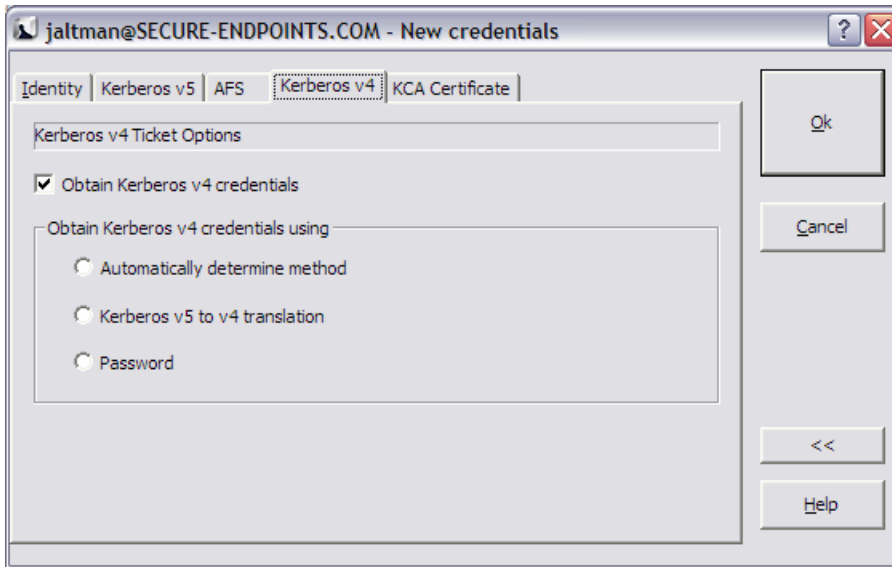 jaltman@SECURE-ENDPOINTS.COM - New credentials
Identity Kerberos v5 AFS Kerberos v4 KCA Certificate
Kerberos v4 Ticket Options
Obtain Kerberos v4 credentials
Obtain Kerberos v4 credentials using
Automatically determine method
Kerberos v5 to v4 translation
Password
Ok
Cancel
<<
Help